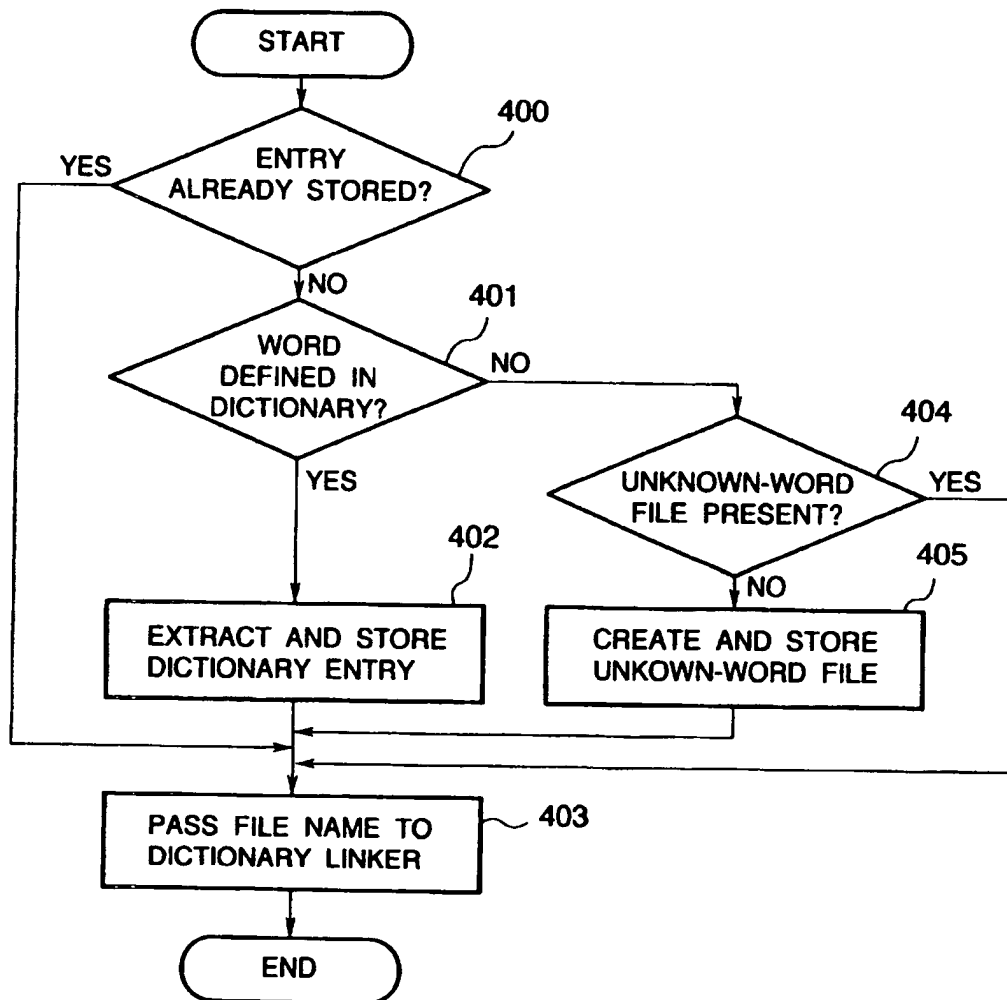 START
400
YES
ENTRY
ALREADY STORED?
NO
401
WORD
DEFINED IN
DICTIONARY?
NO
YES
404
UNKNOWN-WORD
FILE PRESENT?
YES
NO
402
EXTRACT AND STORE
DICTIONARY ENTRY
405
CREATE AND STORE
UNKOWN-WORD FILE
PASS FILE NAME TO
DICTIONARY LINKER
403
END